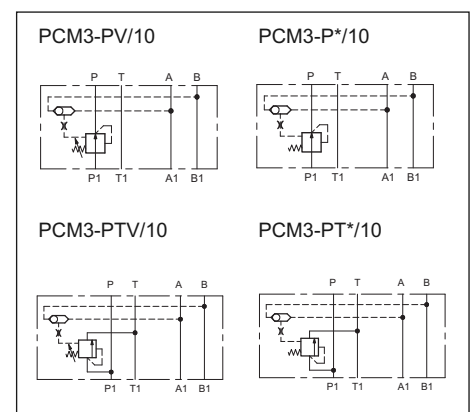 PCM3-PV/10 PCM3-P*/10
P T A B P T A B
P1 T1 A1 B1 P1 T1 A1 B1
PCM3-PTV/10 PCM3-PT*/10
P T A B P T A B
P1 T1 A1 B1 P1 T1 A1 B1